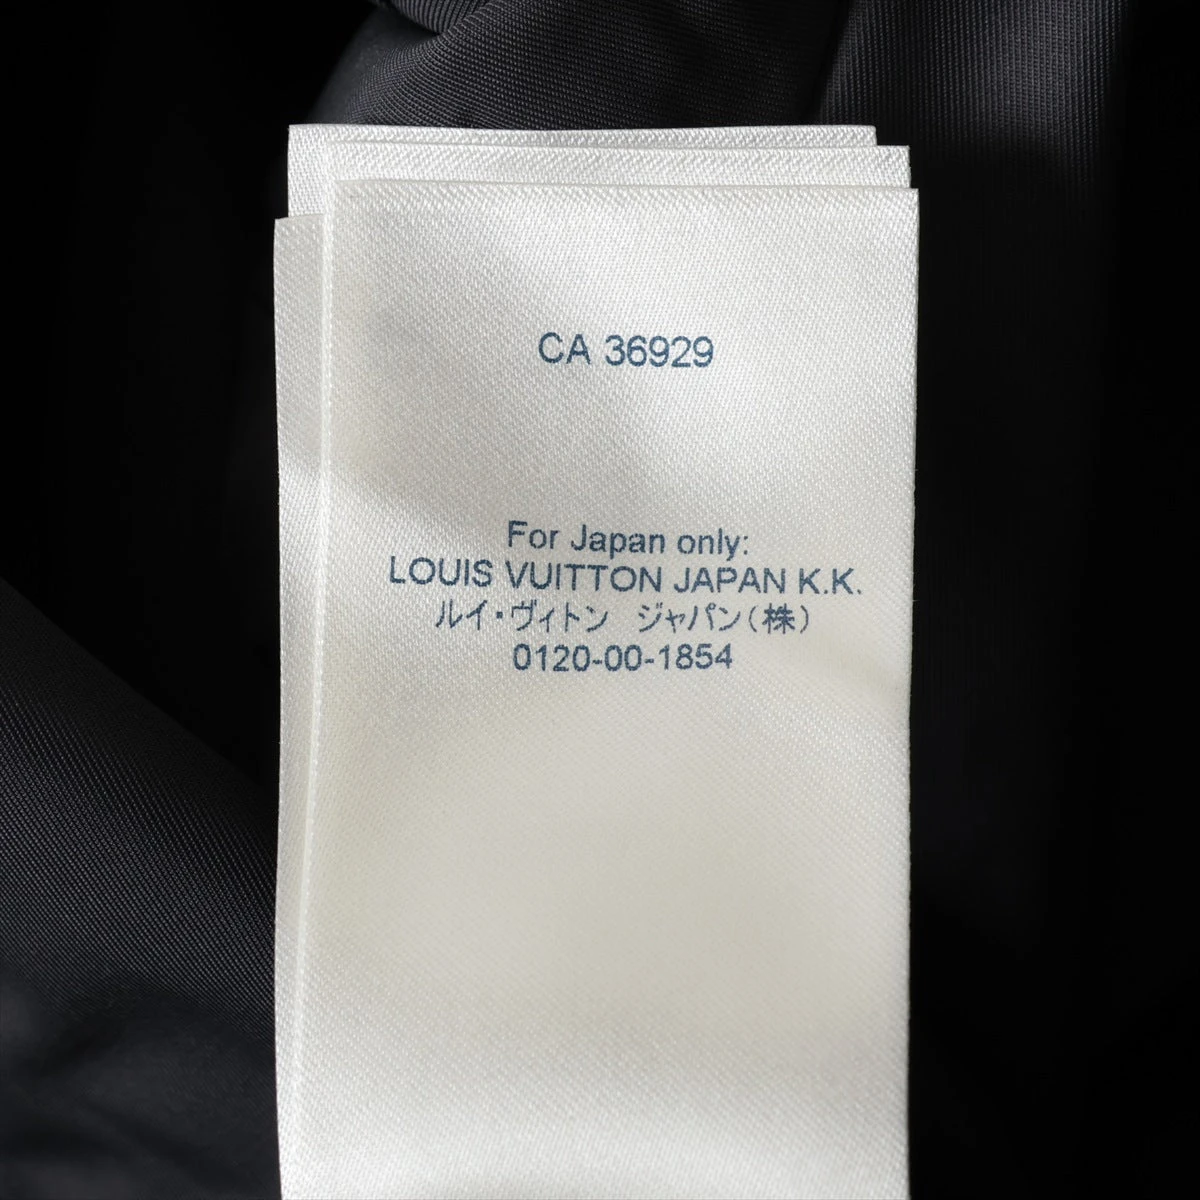 CA 36929
For Japan only:
LOUIS VUITTON JAPAN K.K.
ルイ・ヴィトン ジャパン(株)
0120-00-1854